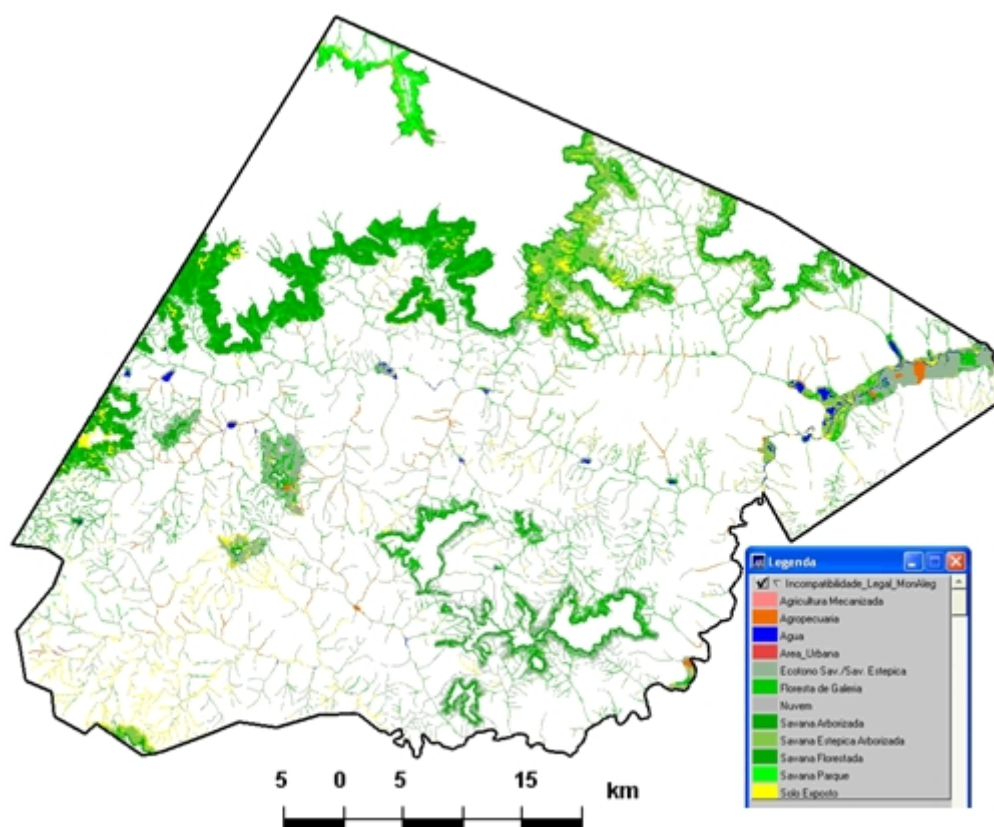 Legenda
Incompatibilidade_Legal_MonAleg
Agricultura Mecanizada
Agropecuaria
Agua
Area_Urbana
Ecotono Sav./Sav. Estepica
Floresta de Galeria
Nuvem
Savana Arborizada
Savana Estepica Arborizada
Savana Florestada
Savana Parque
Solo Exposto
5 0 5 15 km